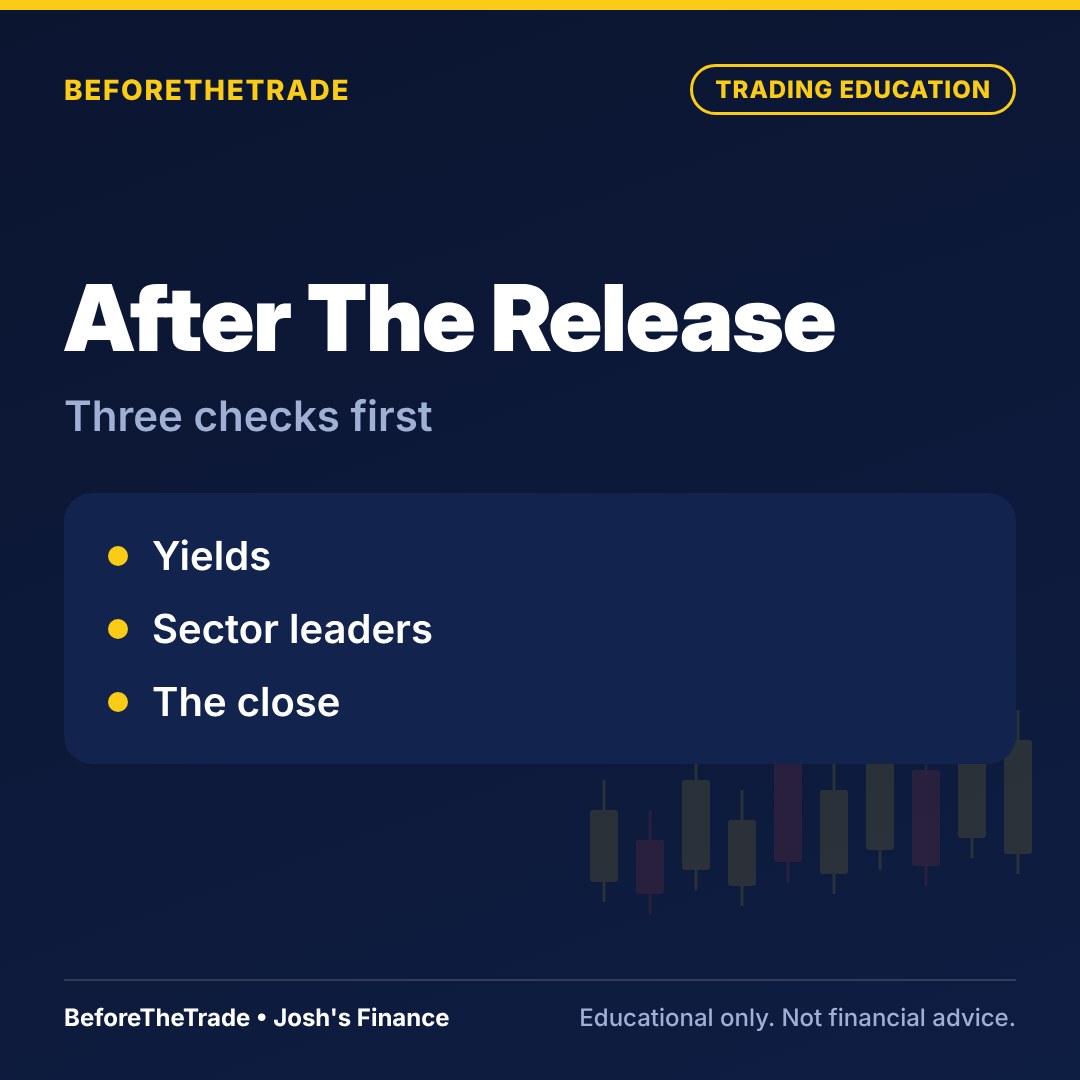 BEFORETHETRADE
TRADING EDUCATION
After The Release
Three checks first
Yields
Sector leaders
The close
BeforeTheTrade • Josh's Finance
Educational only. Not financial advice.